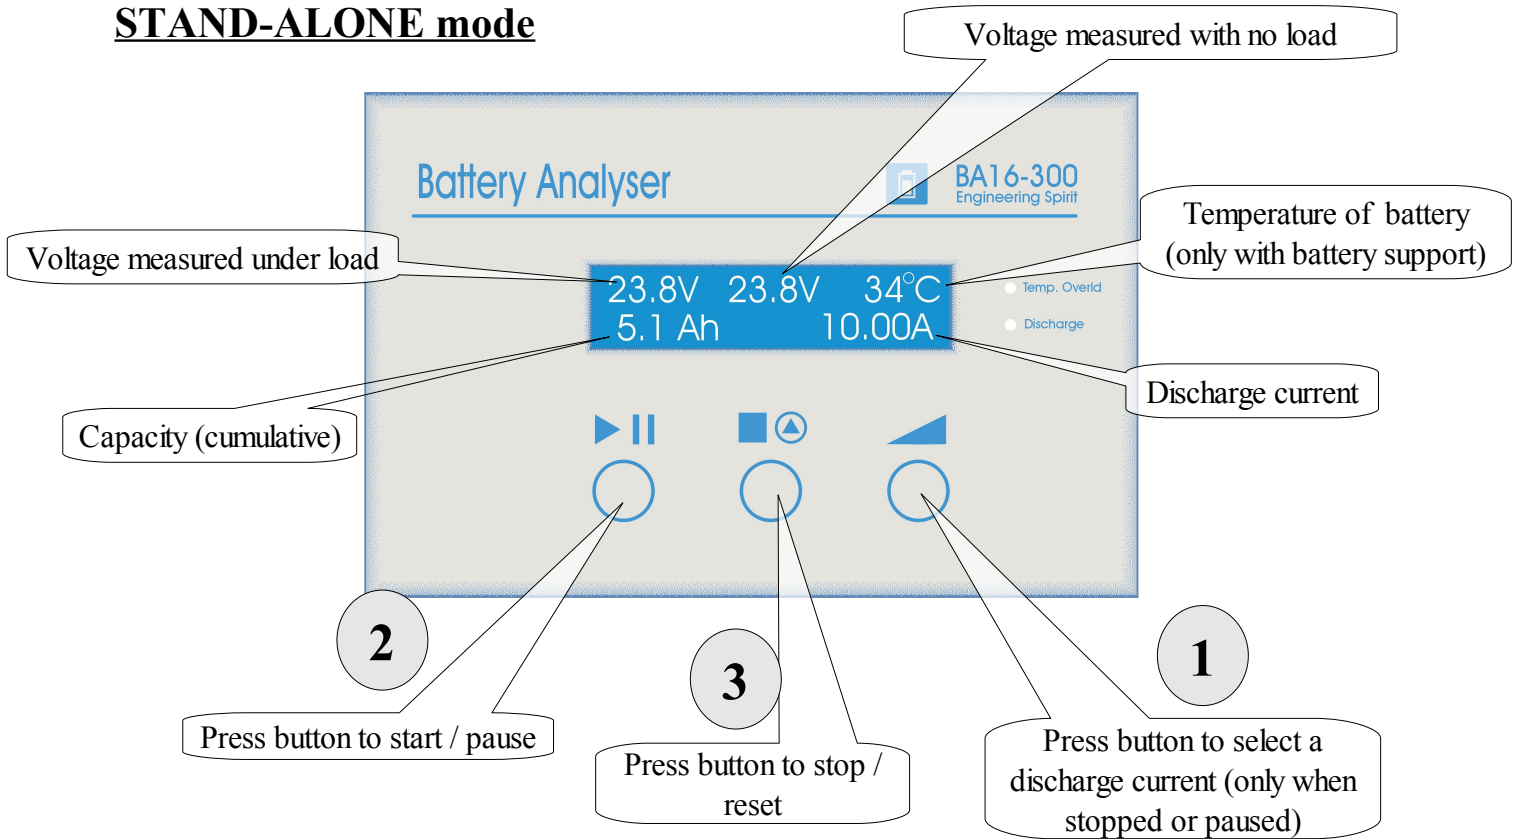 STAND-ALONE mode
Voltage measured with no load
Battery Analyser
BA16-300
Engineering Spirit
Temperature of battery
(only with battery support)
Voltage measured under load
23.8V 23.8V 34°C
5.1 Ah 10.00A
Temp. Overld
Discharge
Discharge current
Capacity (cumulative)
2
3
1
Press button to start / pause
Press button to stop /
reset
Press button to select a
discharge current (only when
stopped or paused)